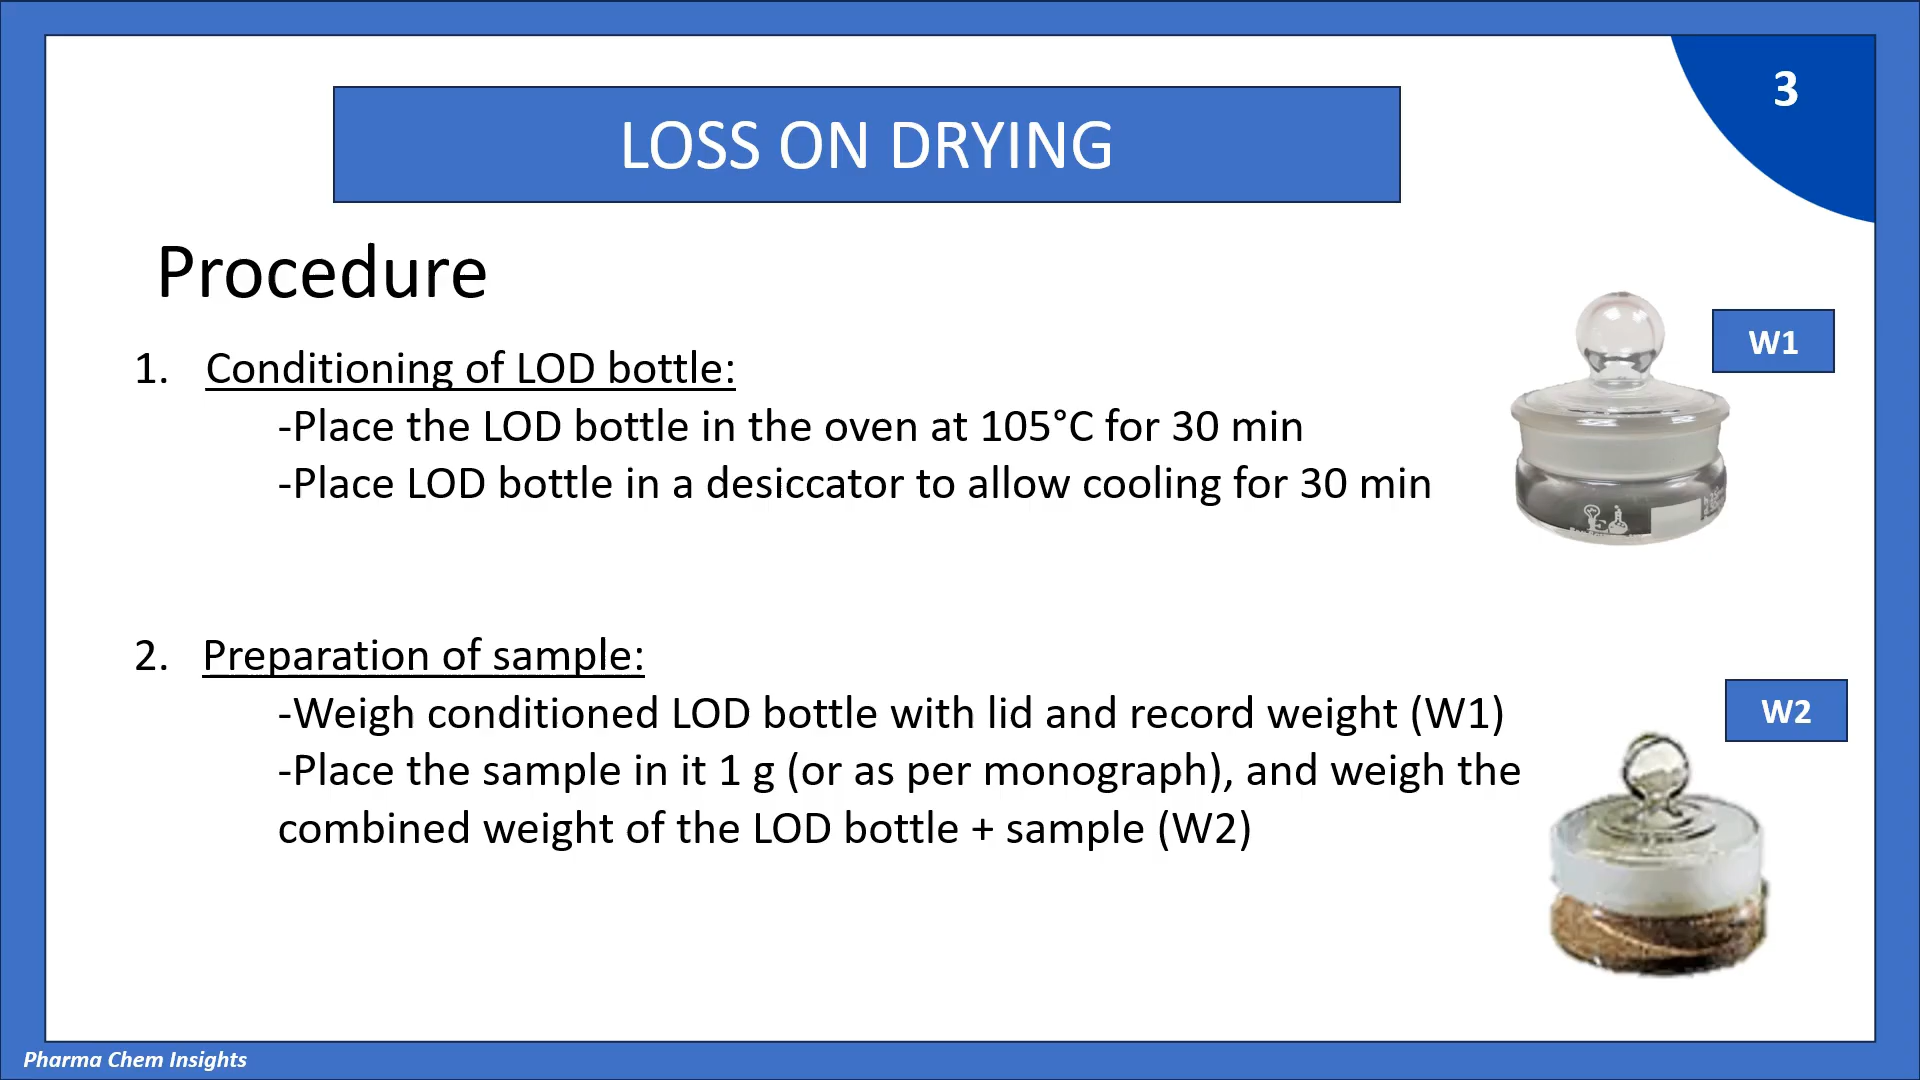 3
LOSS ON DRYING
Procedure
W1
1. Conditioning of LOD bottle:
-Place the LOD bottle in the oven at 105°C for 30 min
-Place LOD bottle in a desiccator to allow cooling for 30 min
2. Preparation of sample:
W2
-Weigh conditioned LOD bottle with lid and record weight (W1)
-Place the sample in it 1 g (or as per monograph), and weigh the
combined weight of the LOD bottle + sample (W2)
Pharma Chem Insights